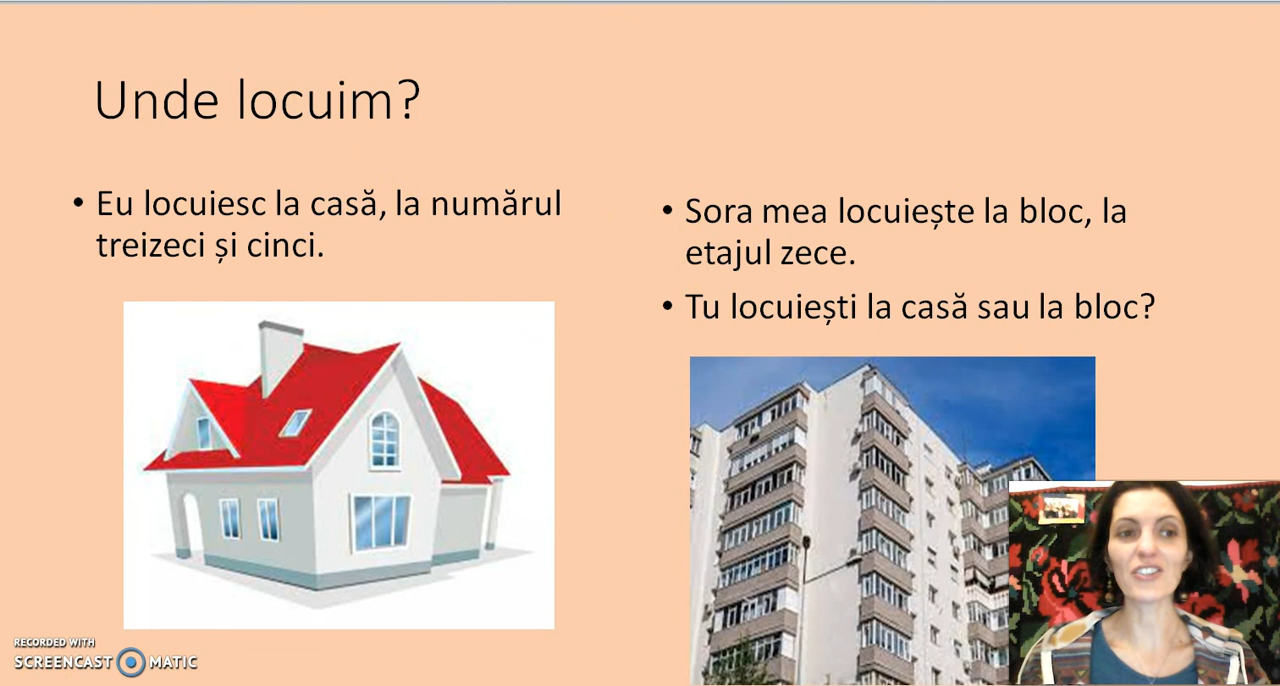 Unde locuim?
• Eu locuiesc la casă, la numărul
treizeci și cinci.
• Sora mea locuiește la bloc, la
etajul zece.
• Tu locuiești la casă sau la bloc?
RECORDED WITH
SCREENCAST MATIC